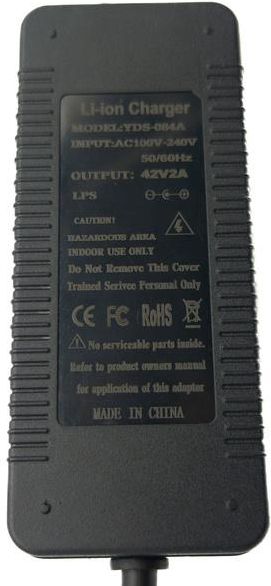 Li-ion Charger
MODEL:YDS-084A
INPUT:AC100V-240V
50/60Hz
OUTPUT: 42V2A
LPS
CAUTION!
HAZARDOUS AREA
INDOOR USE ONLY
Do Not Remove This Cover
Trained Serivce Personal Only
CE FC RoHS
No serviceable parts inside.
Refer to product owners manual
for application of this adaptor
MADE IN CHINA